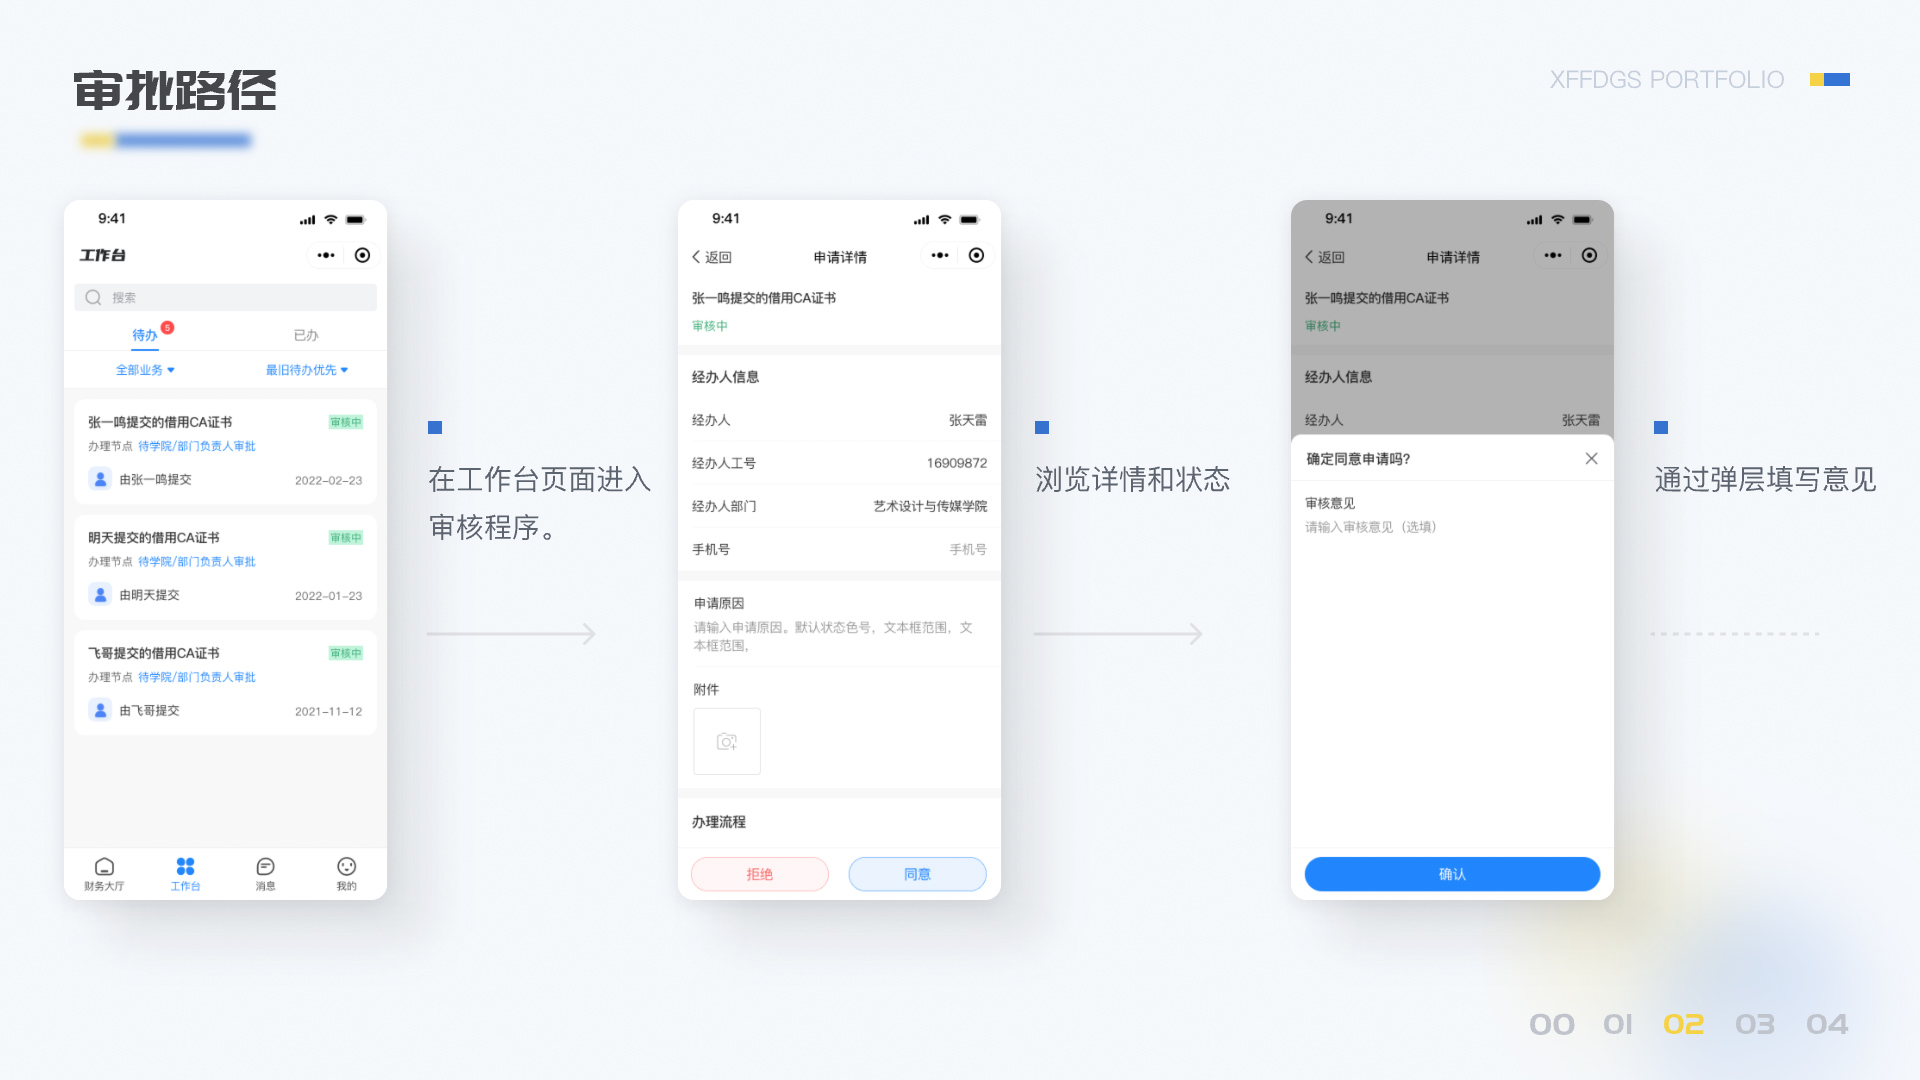 审批路径
XFFDGS PORTFOLIO
9:41
工作台
搜索
待办
5
已办
全部业务
最旧待办优先
张一鸣提交的借用CA证书
审核中
办理节点 待学院/部门负责人审批
由张一鸣提交
2022-02-23
明天提交的借用CA证书
审核中
办理节点 待学院/部门负责人审批
由明天提交
2022-01-23
飞哥提交的借用CA证书
审核中
办理节点 待学院/部门负责人审批
由飞哥提交
2021-11-12
财务大厅
工作台
消息
我的
在工作台页面进入
审核程序。
9:41
返回
申请详情
张一鸣提交的借用CA证书
审核中
经办人信息
经办人
张天雷
经办人工号
16909872
经办人部门
艺术设计与传媒学院
手机号
手机号
申请原因
请输入申请原因。默认状态色号，文本框范围，文
本框范围，
附件
办理流程
拒绝
同意
浏览详情和状态
9:41
返回
申请详情
张一鸣提交的借用CA证书
审核中
经办人信息
经办人
张天雷
确定同意申请吗?
审核意见
请输入审核意见（选填）
确认
通过弹层填写意见
00 01 02 03 04